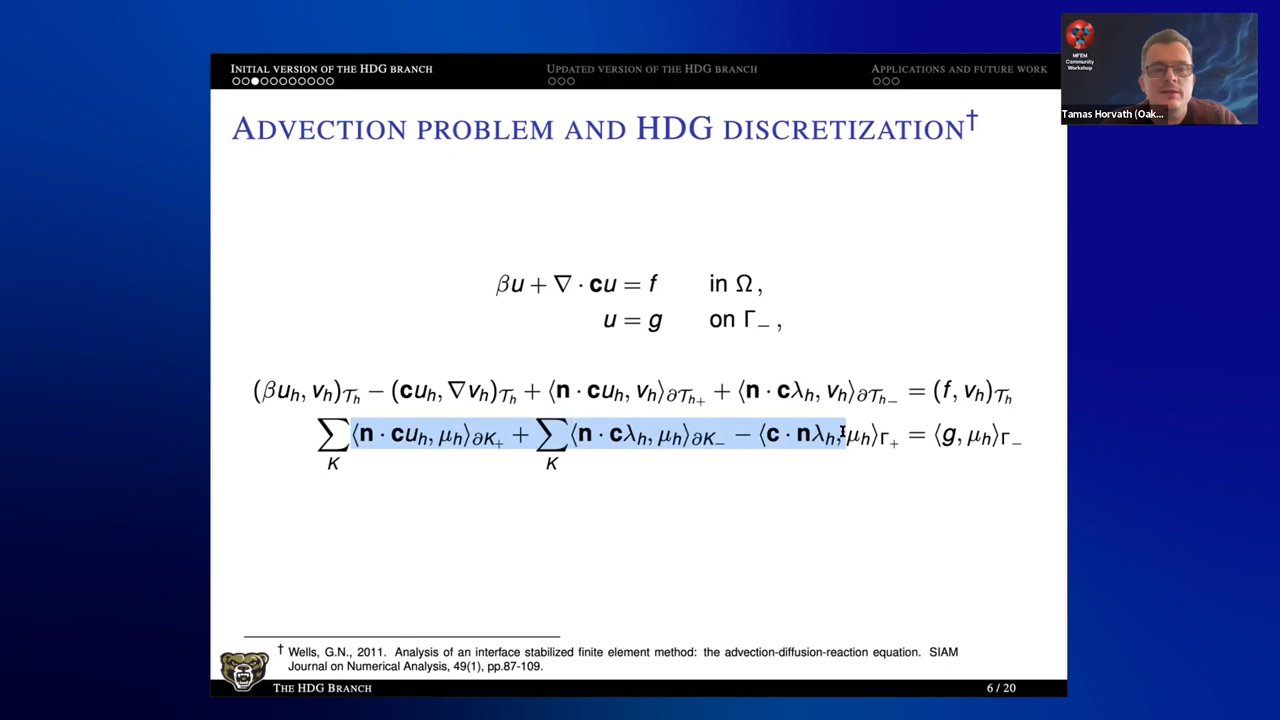 INITIAL VERSION OF THE HDG BRANCH
UPDATED VERSION OF THE HDG BRANCH
APPLICATIONS AND FUTURE WORK
MFEM
Community
Workshop
Tamas Horvath (Oak...
ADVECTION PROBLEM AND HDG DISCRETIZATION†
βu + ∇ · cu = f in Ω ,
u = g on Γ₋ ,
(βu_h, v_h)_{𝒯_h} − (cu_h, ∇v_h)_{𝒯_h} + ⟨n · cu_h, v_h⟩_{∂𝒯_{h+}} + ⟨n · cλ_h, v_h⟩_{∂𝒯_{h−}} = (f, v_h)_{𝒯_h}
∑_K ⟨n · cu_h, μ_h⟩_{∂K₊} + ∑_K ⟨n · cλ_h, μ_h⟩_{∂K₋} − ⟨c · nλ_h, μ_h⟩_{Γ₊} = ⟨g, μ_h⟩_{Γ₋}
† Wells, G.N., 2011. Analysis of an interface stabilized finite element method: the advection-diffusion-reaction equation. SIAM
Journal on Numerical Analysis, 49(1), pp.87-109.
THE HDG BRANCH
6 / 20